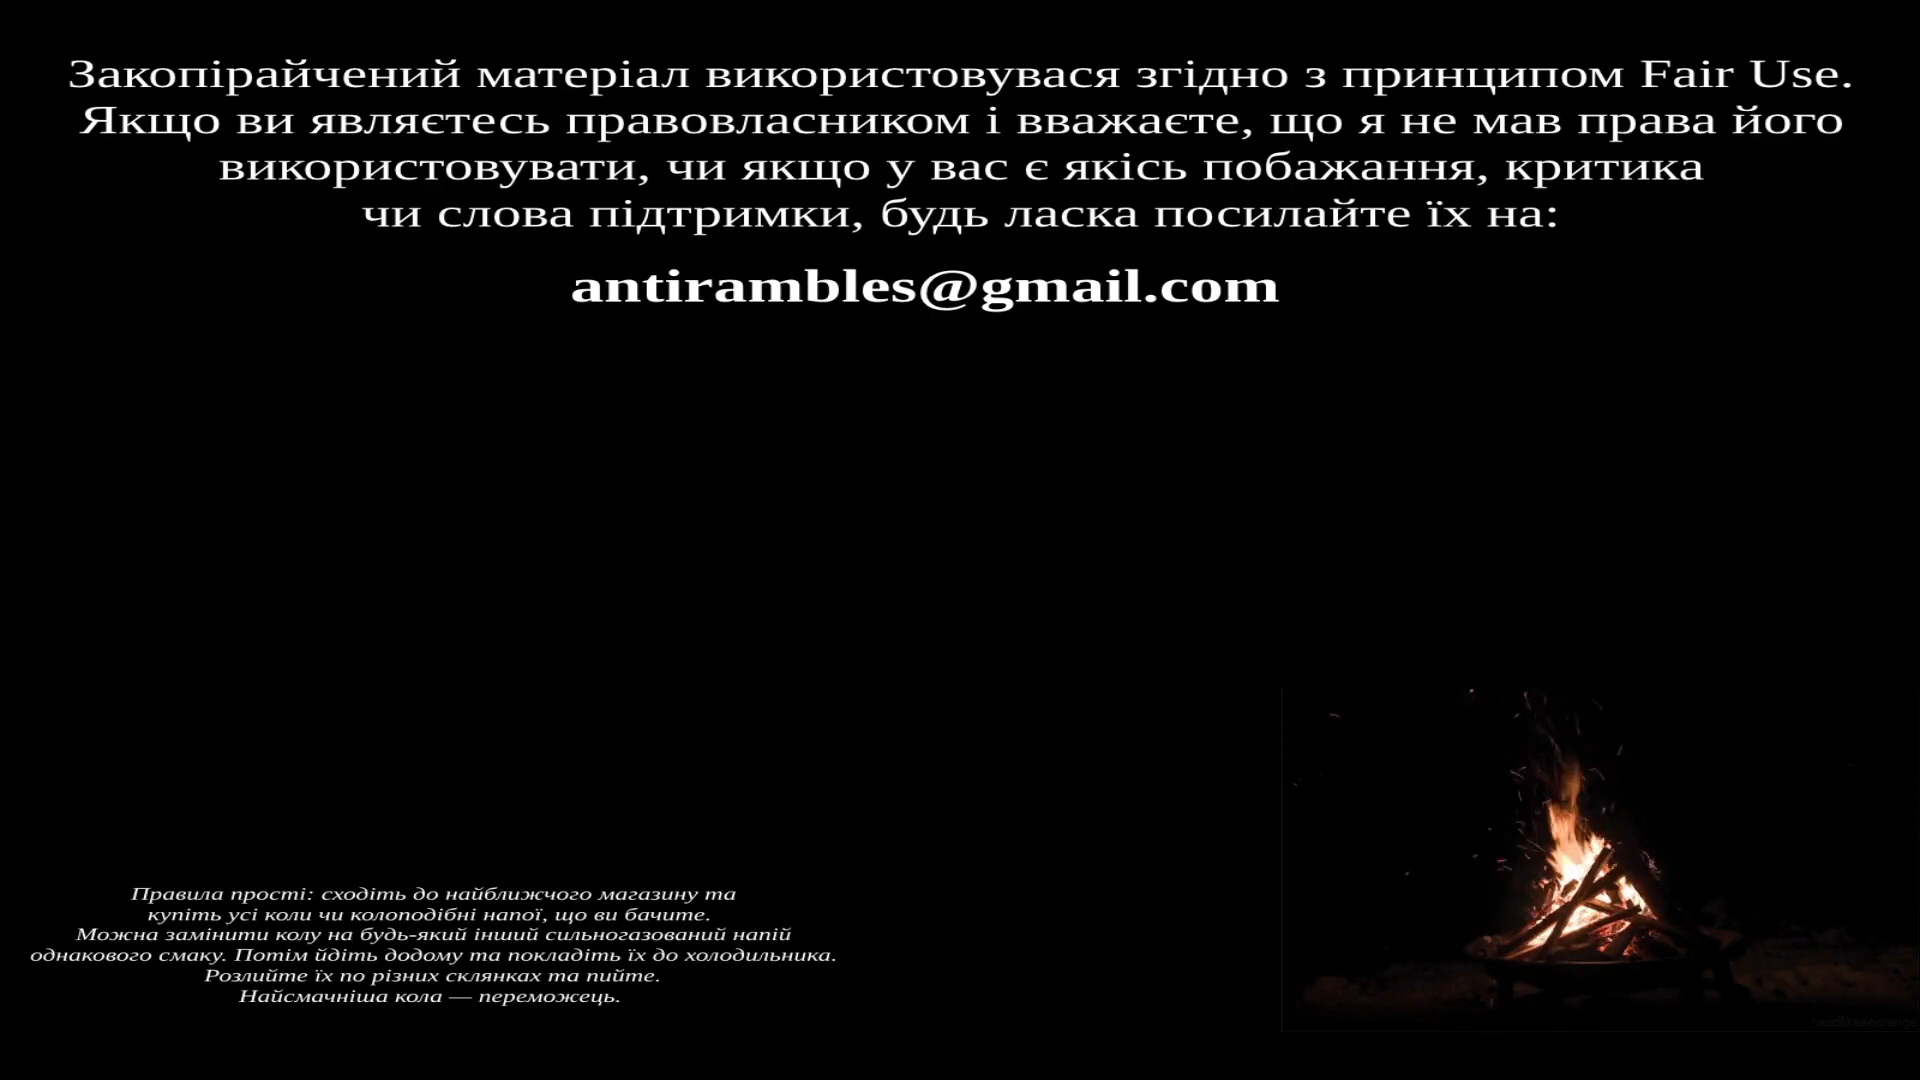 Закопірайчений матеріал використовувася згідно з принципом Fair Use.
Якщо ви являєтесь правовласником і вважаєте, що я не мав права його
використовувати, чи якщо у вас є якісь побажання, критика
чи слова підтримки, будь ласка посилайте їх на:
antirambles@gmail.com
Правила прості: сходіть до найближчого магазину та
купіть усі коли чи колоподібні напої, що ви бачите.
Можна замінити колу на будь-який інший сильногазований напій
однакового смаку. Потім йдіть додому та покладіть їх до холодильника.
Розлийте їх по різних склянках та пийте.
Найсмачніша кола — переможець.